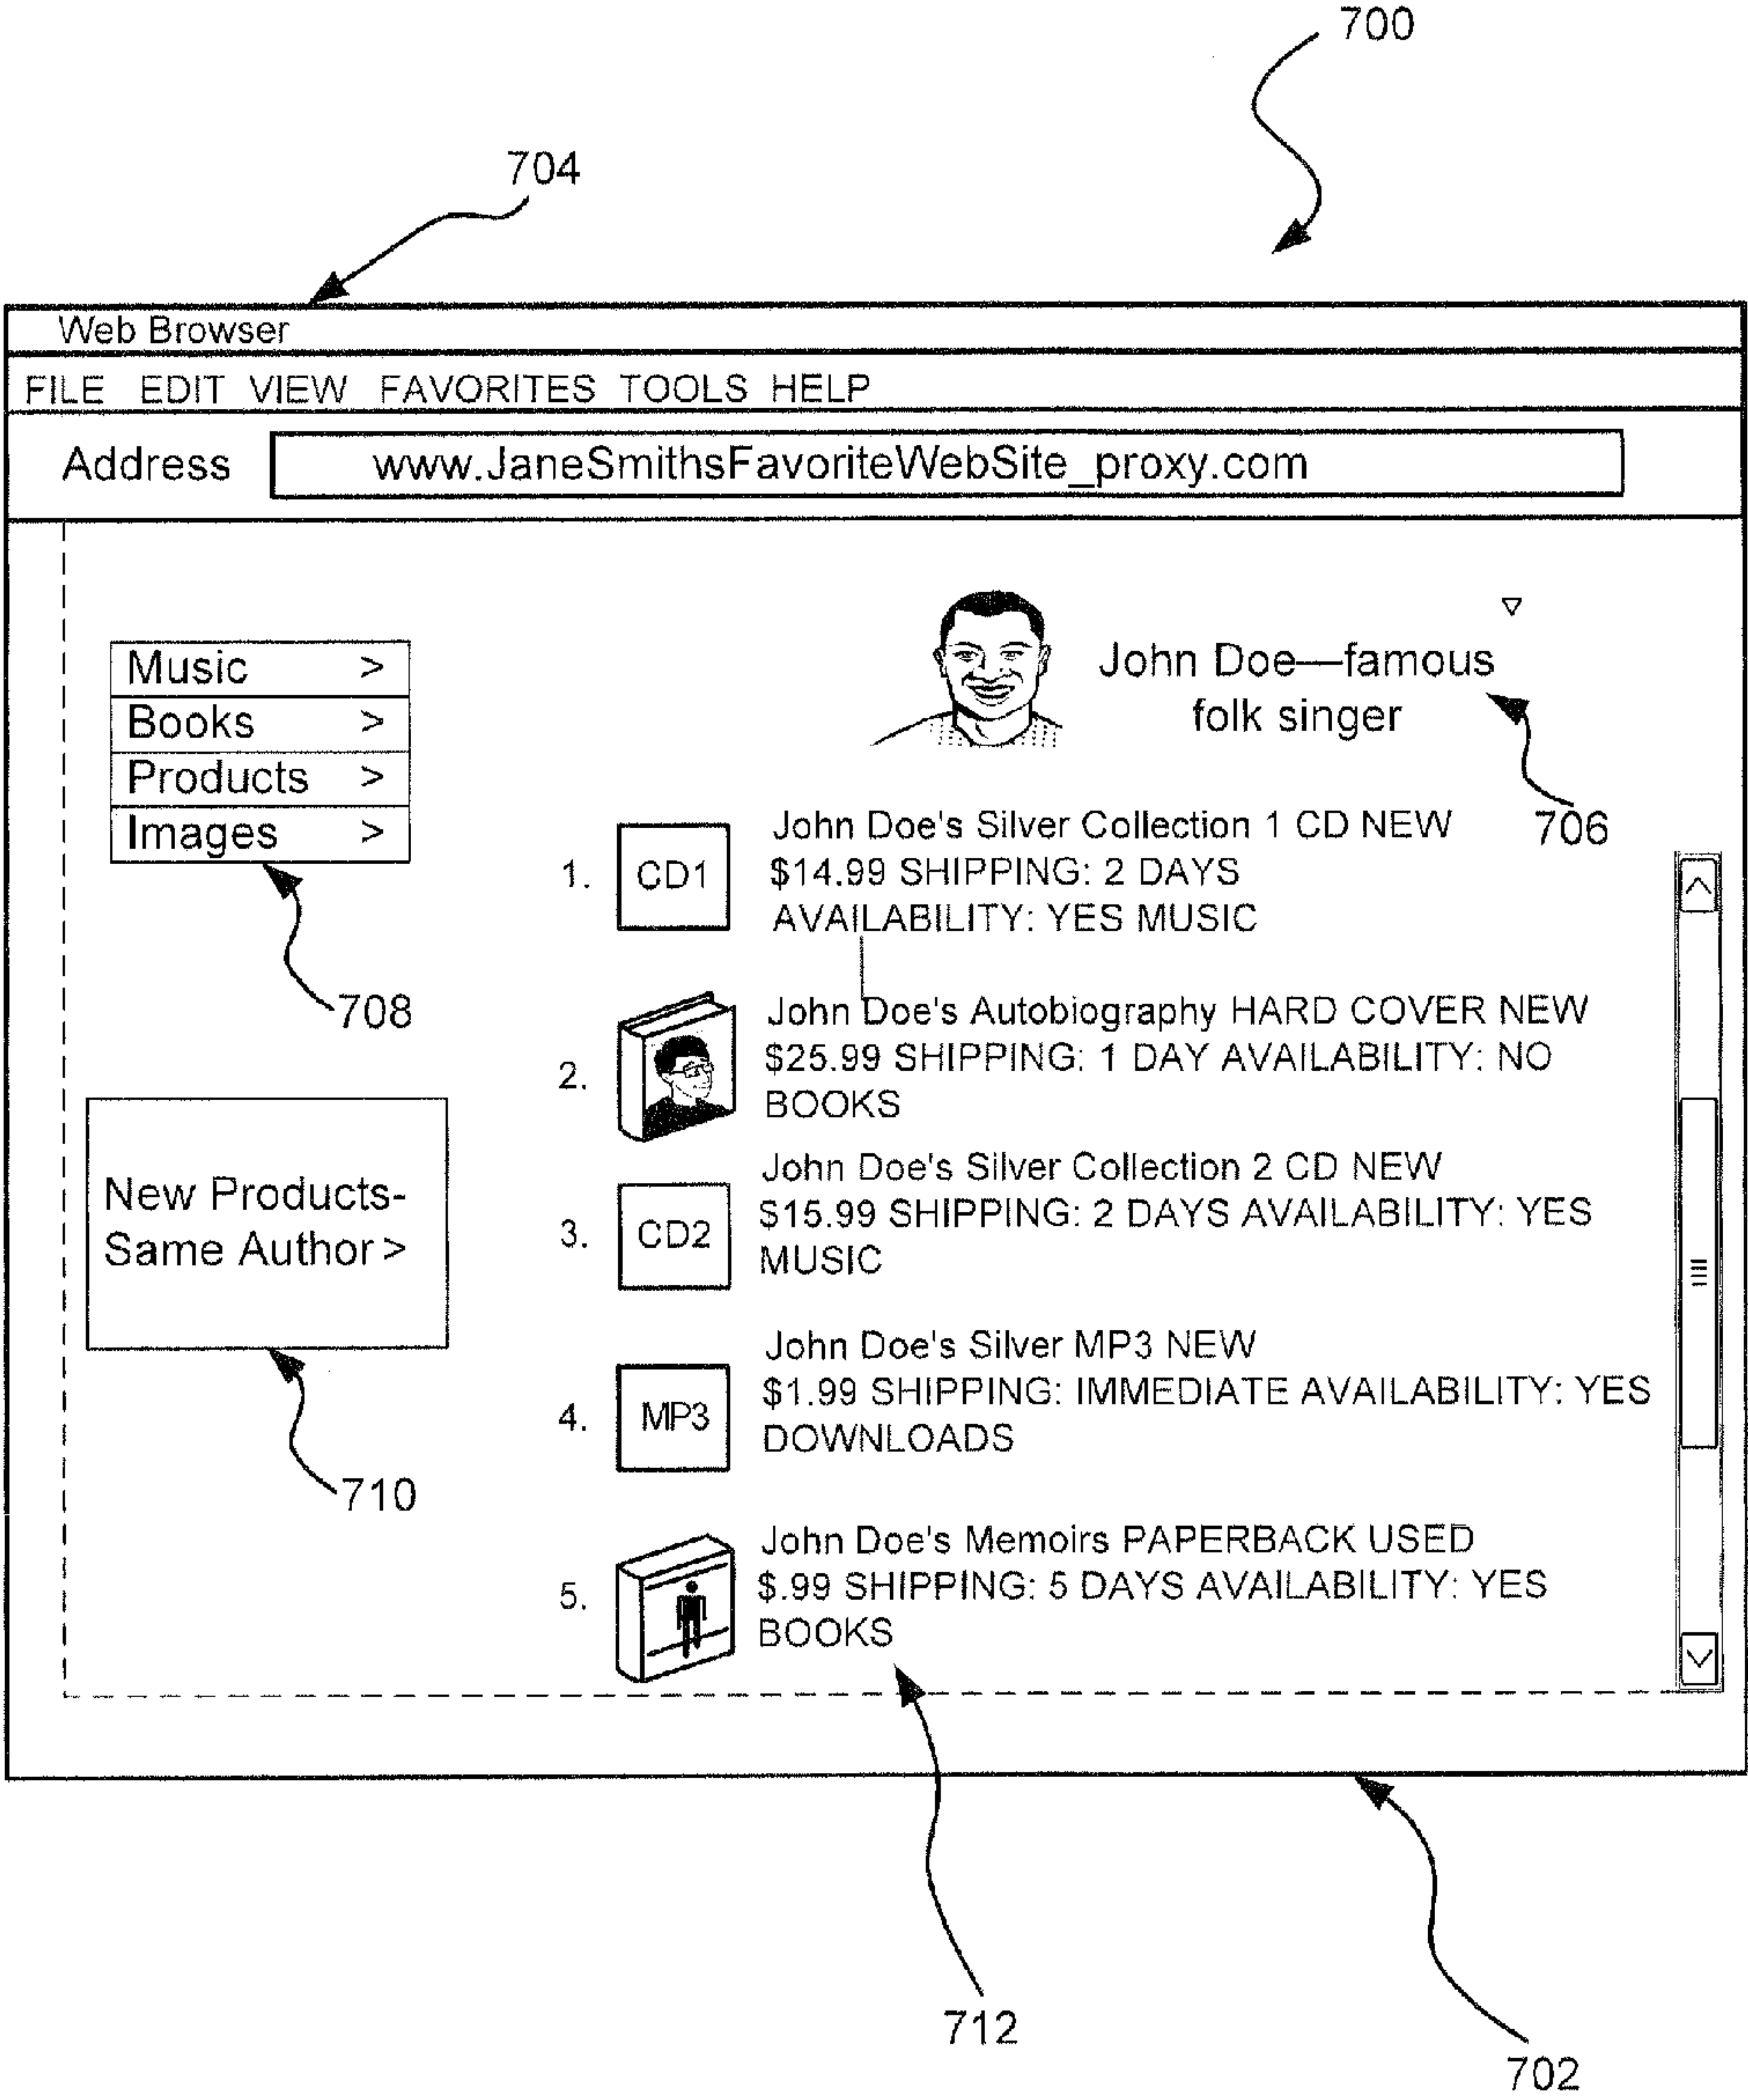 700
704
Web Browser
FILE EDIT VIEW FAVORITES TOOLS HELP
Address www.JaneSmithsFavoriteWebSite_proxy.com
Music >
Books >
Products >
Images >
708
New Products-
Same Author >
710
John Doe—famous
folk singer
706
1. CD1
John Doe's Silver Collection 1 CD NEW
$14.99 SHIPPING: 2 DAYS
AVAILABILITY: YES MUSIC
2.
John Doe's Autobiography HARD COVER NEW
$25.99 SHIPPING: 1 DAY AVAILABILITY: NO
BOOKS
3. CD2
John Doe's Silver Collection 2 CD NEW
$15.99 SHIPPING: 2 DAYS AVAILABILITY: YES
MUSIC
4. MP3
John Doe's Silver MP3 NEW
$1.99 SHIPPING: IMMEDIATE AVAILABILITY: YES
DOWNLOADS
5.
John Doe's Memoirs PAPERBACK USED
$.99 SHIPPING: 5 DAYS AVAILABILITY: YES
BOOKS
712
702